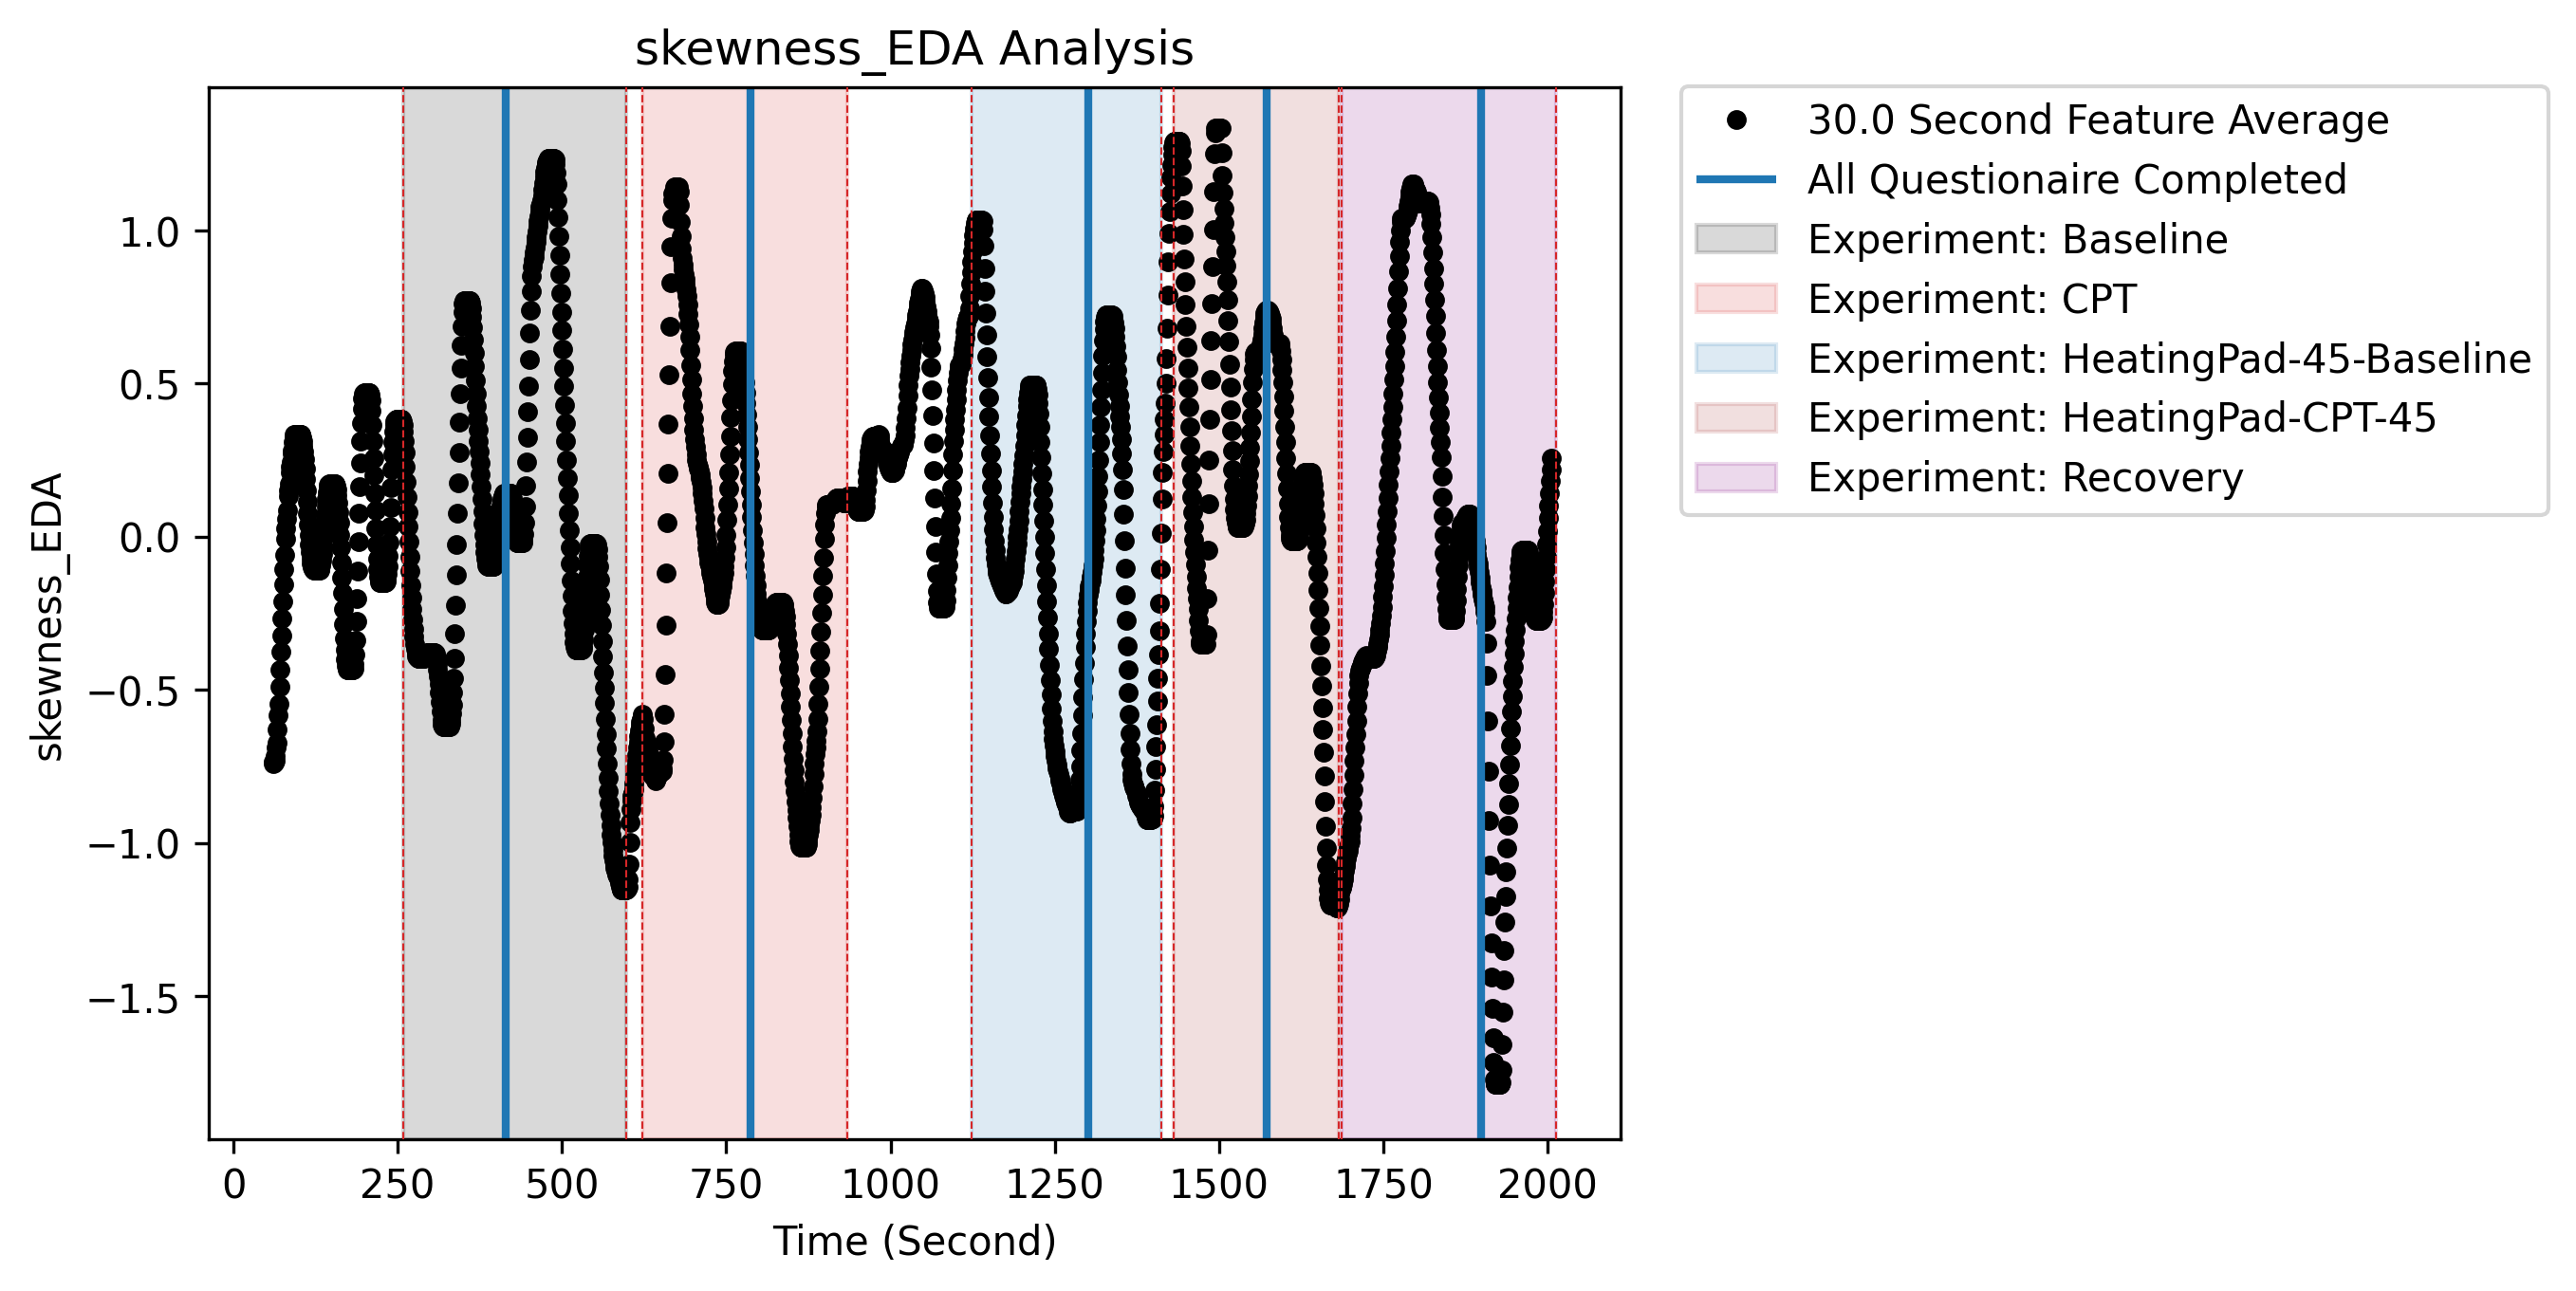 skewness_EDA Analysis
skewness_EDA
1.0
0.5
0.0
−0.5
−1.0
−1.5
0 250 500 750 1000 1250 1500 1750 2000
Time (Second)
30.0 Second Feature Average
All Questionaire Completed
Experiment: Baseline
Experiment: CPT
Experiment: HeatingPad-45-Baseline
Experiment: HeatingPad-CPT-45
Experiment: Recovery